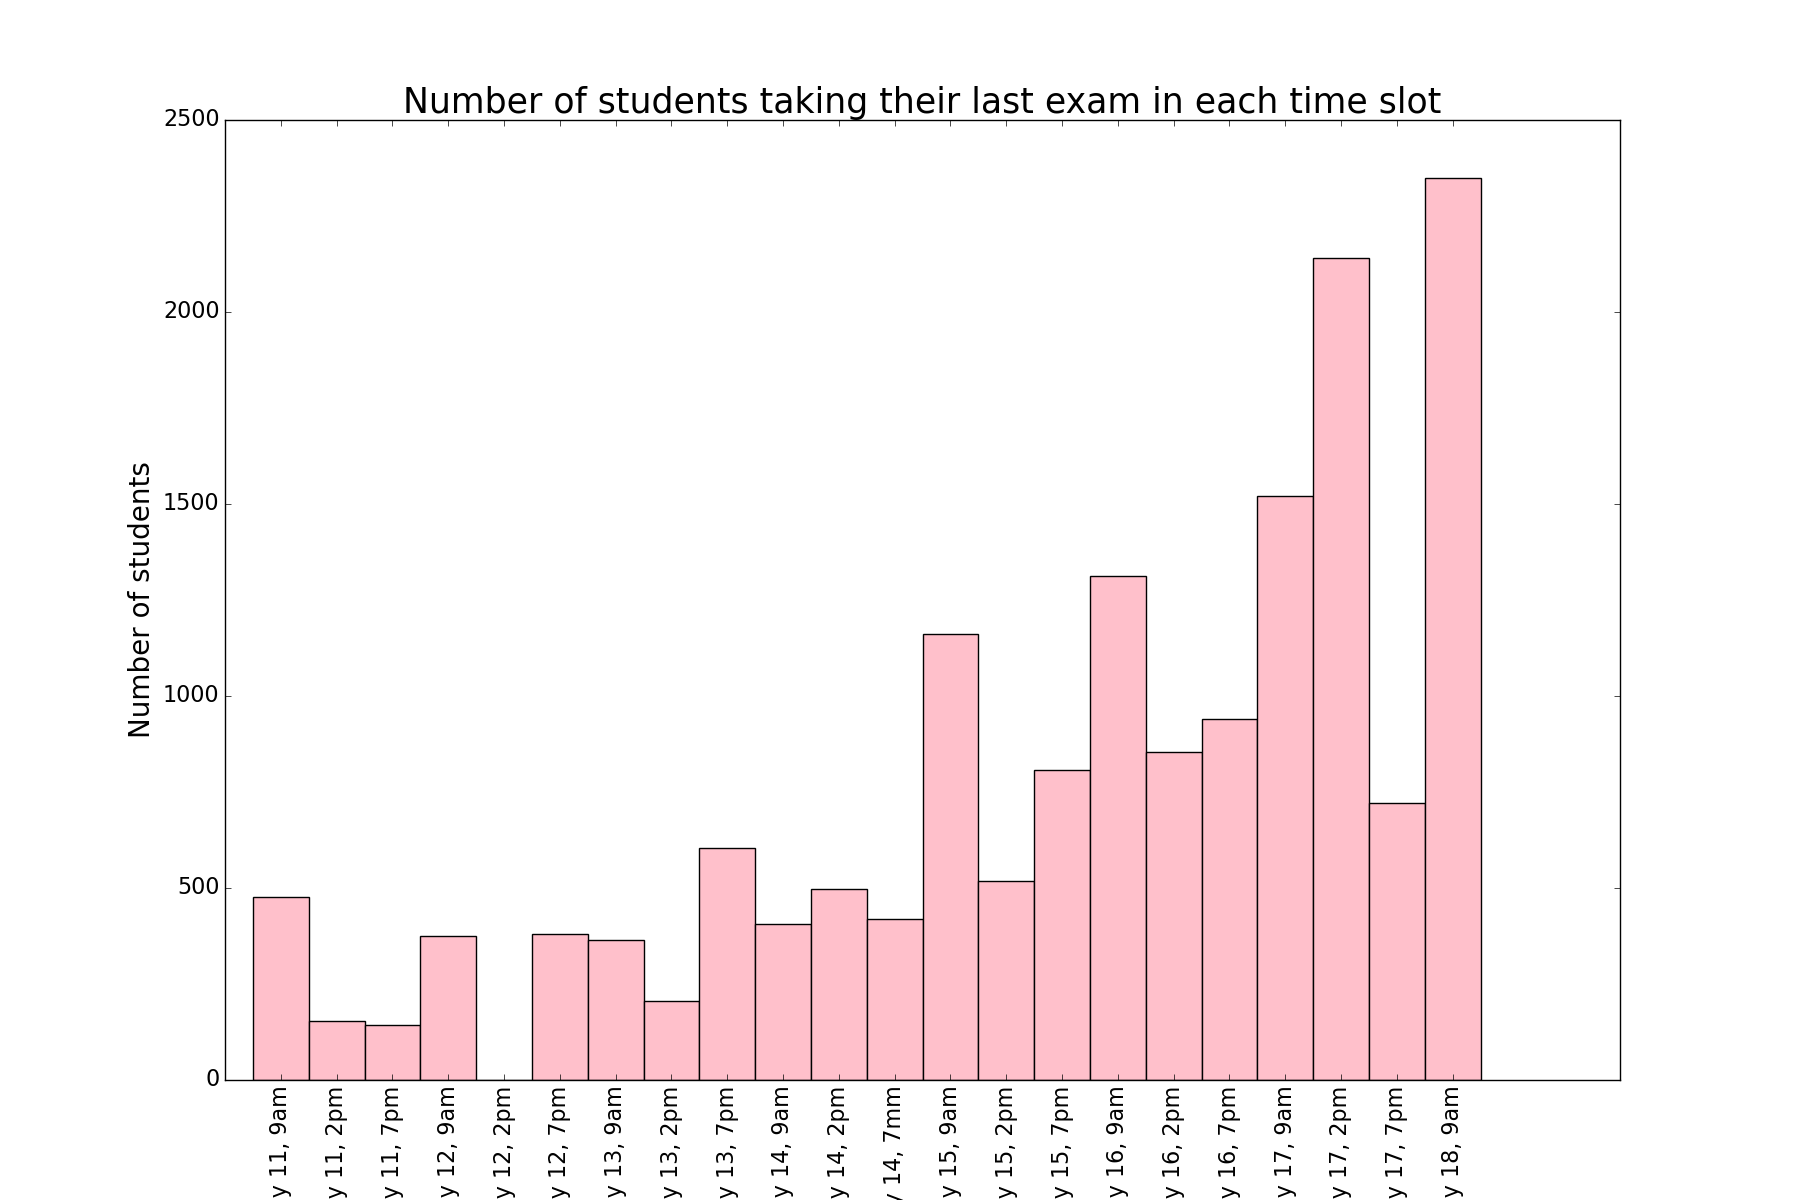 Number of students taking their last exam in each time slot
Number of students
2500
2000
1500
1000
500
0
y 11, 9am
y 11, 2pm
y 11, 7pm
y 12, 9am
y 12, 2pm
y 12, 7pm
y 13, 9am
y 13, 2pm
y 13, 7pm
y 14, 9am
y 14, 2pm
y 14, 7mm
y 15, 9am
y 15, 2pm
y 15, 7pm
y 16, 9am
y 16, 2pm
y 16, 7pm
y 17, 9am
y 17, 2pm
y 17, 7pm
y 18, 9am